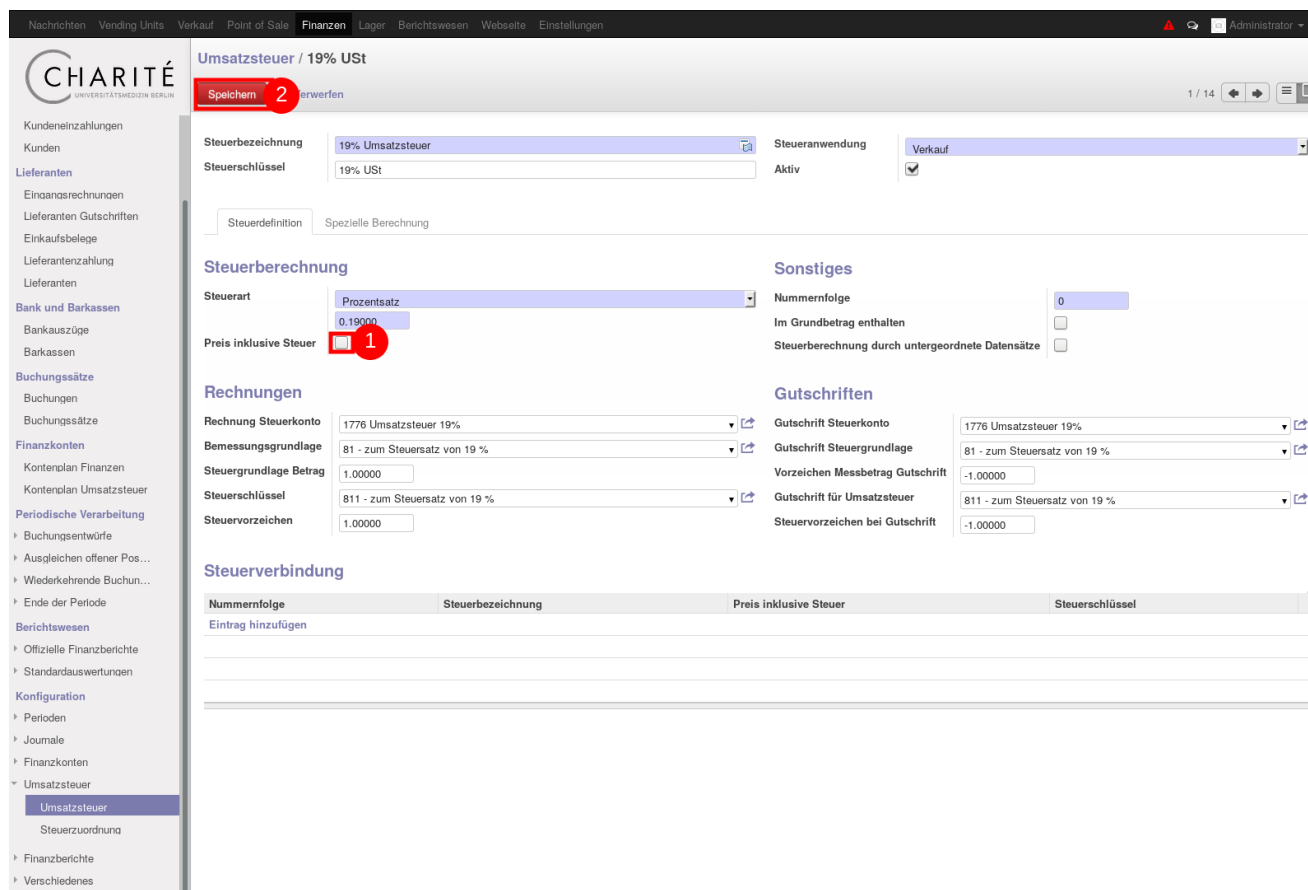 Nachrichten Vending Units Verkauf Point of Sale Finanzen Lager Berichtswesen Webseite Einstellungen Administrator
CHARITÉ
UNIVERSITÄTSMEDIZIN BERLIN
Kundeneinzahlungen
Kunden
Lieferanten
Eingangsrechnungen
Lieferanten Gutschriften
Einkaufsbelege
Lieferantenzahlung
Lieferanten
Bank und Barkassen
Bankauszüge
Barkassen
Buchungssätze
Buchungen
Buchungssätze
Finanzkonten
Kontenplan Finanzen
Kontenplan Umsatzsteuer
Periodische Verarbeitung
Buchungsentwürfe
Ausgleichen offener Pos...
Wiederkehrende Buchun...
Ende der Periode
Berichtswesen
Offizielle Finanzberichte
Standardauswertungen
Konfiguration
Perioden
Journale
Finanzkonten
Umsatzsteuer
Umsatzsteuer
Steuerzuordnung
Finanzberichte
Verschiedenes
Umsatzsteuer / 19% USt
Speichern 2 erwerfen 1 / 14
Steuerbezeichnung 19% Umsatzsteuer
Steuerschlüssel 19% USt
Steueranwendung Verkauf
Aktiv
Steuerdefinition Spezielle Berechnung
Steuerberechnung
Steuerart Prozentsatz
0.19000
Preis inklusive Steuer 1
Sonstiges
Nummernfolge 0
Im Grundbetrag enthalten
Steuerberechnung durch untergeordnete Datensätze
Rechnungen
Rechnung Steuerkonto 1776 Umsatzsteuer 19%
Bemessungsgrundlage 81 - zum Steuersatz von 19 %
Steuergrundlage Betrag 1.00000
Steuerschlüssel 811 - zum Steuersatz von 19 %
Steuervorzeichen 1.00000
Gutschriften
Gutschrift Steuerkonto 1776 Umsatzsteuer 19%
Gutschrift Steuergrundlage 81 - zum Steuersatz von 19 %
Vorzeichen Messbetrag Gutschrift -1.00000
Gutschrift für Umsatzsteuer 811 - zum Steuersatz von 19 %
Steuervorzeichen bei Gutschrift -1.00000
Steuerverbindung
Nummernfolge Steuerbezeichnung Preis inklusive Steuer Steuerschlüssel
Eintrag hinzufügen